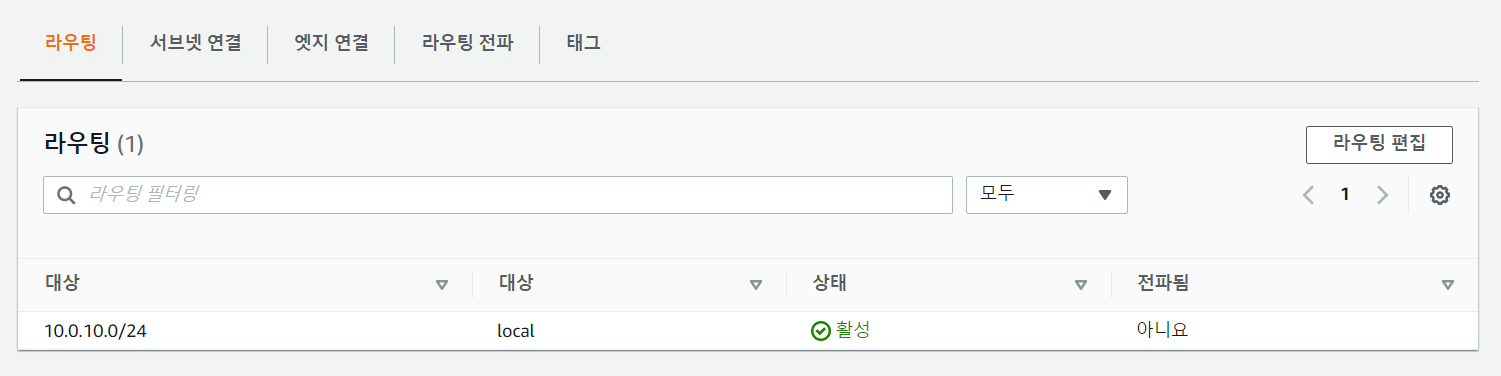 라우팅 서브넷 연결 엣지 연결 라우팅 전파 태그
라우팅 (1) 라우팅 편집
라우팅 필터링 모두 1
대상 대상 상태 전파됨
10.0.10.0/24 local 활성 아니요